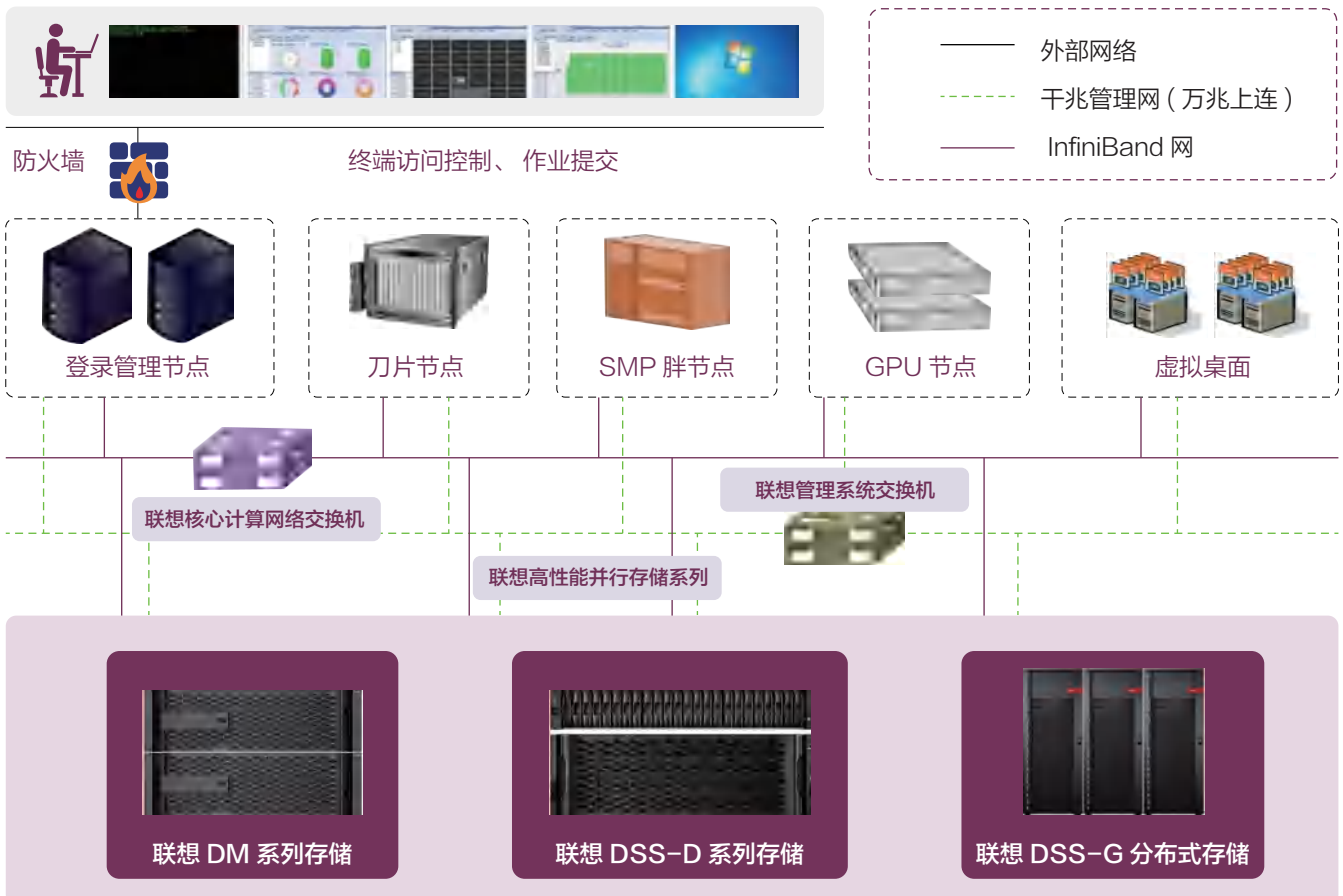 外部网络
干兆管理网 ( 万兆上连 )
InfiniBand 网
防火墙
终端访问控制、 作业提交
登录管理节点
刀片节点
SMP 胖节点
GPU 节点
虚拟桌面
联想核心计算网络交换机
联想管理系统交换机
联想高性能并行存储系列
联想 DM 系列存储
联想 DSS-D 系列存储
联想 DSS-G 分布式存储